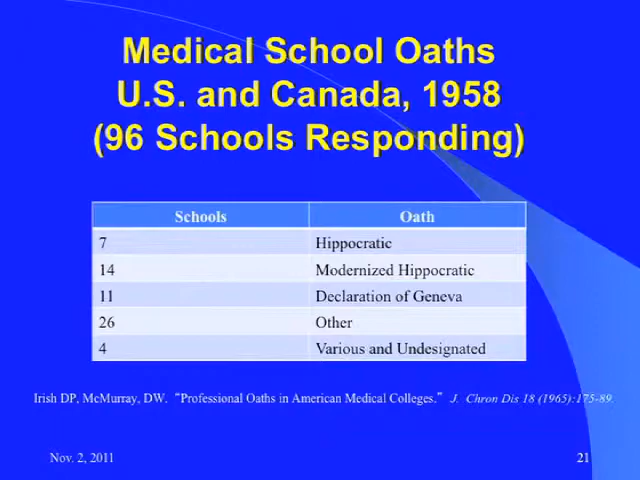 Medical School Oaths
U.S. and Canada, 1958
(96 Schools Responding)
Schools Oath
7 Hippocratic
14 Modernized Hippocratic
11 Declaration of Geneva
26 Other
4 Various and Undesignated
Irish DP, McMurray, DW. “Professional Oaths in American Medical Colleges.” J. Chron Dis 18 (1965):175-89.
Nov. 2, 2011 21